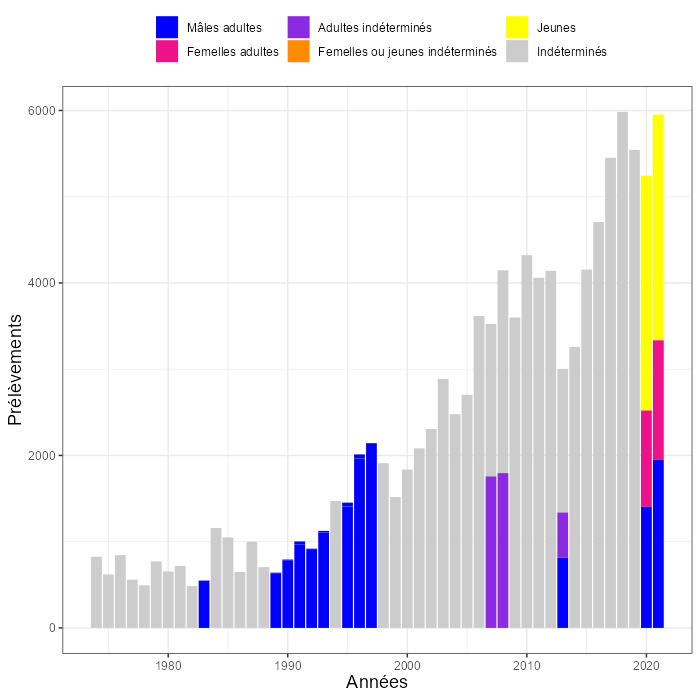 Mâles adultes Adultes indéterminés Jeunes
Femelles adultes Femelles ou jeunes indéterminés Indéterminés
6000
4000
2000
0
Prélèvements
1980 1990 2000 2010 2020
Années